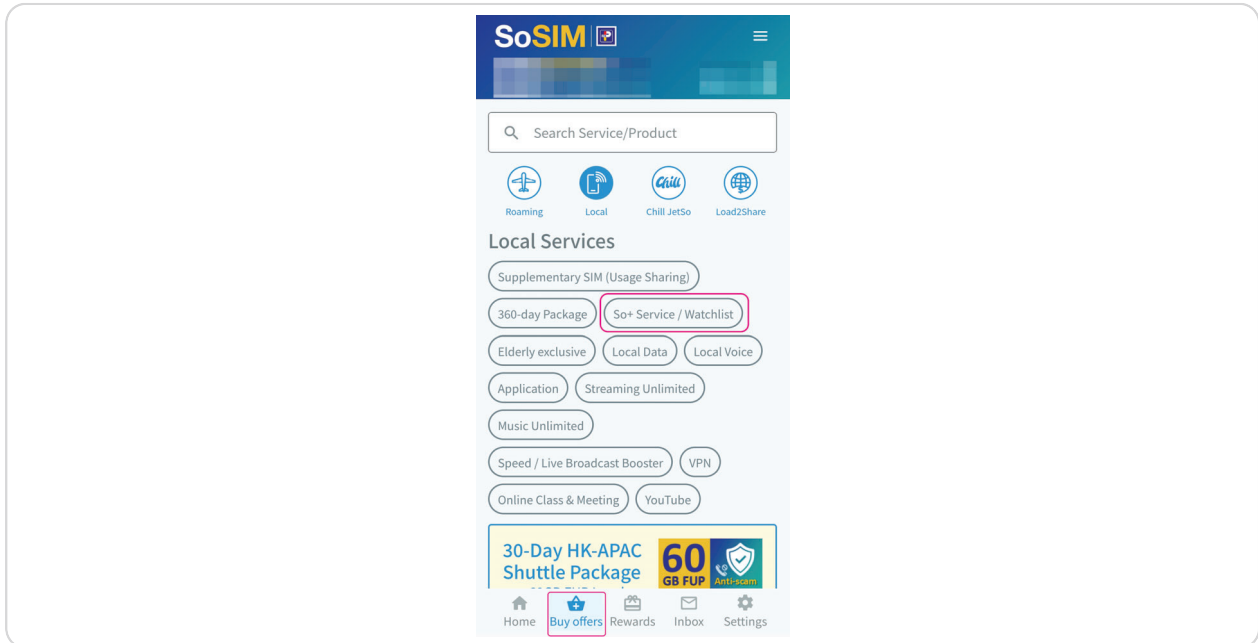 SoSIM
Search Service/Product
Roaming Local Chill JetSo Load2Share
Local Services
Supplementary SIM (Usage Sharing)
360-day Package So+ Service / Watchlist
Elderly exclusive Local Data Local Voice
Application Streaming Unlimited
Music Unlimited
Speed / Live Broadcast Booster VPN
Online Class & Meeting YouTube
30-Day HK-APAC
Shuttle Package
60
GB FUP Anti-scam
Home Buy offers Rewards Inbox Settings